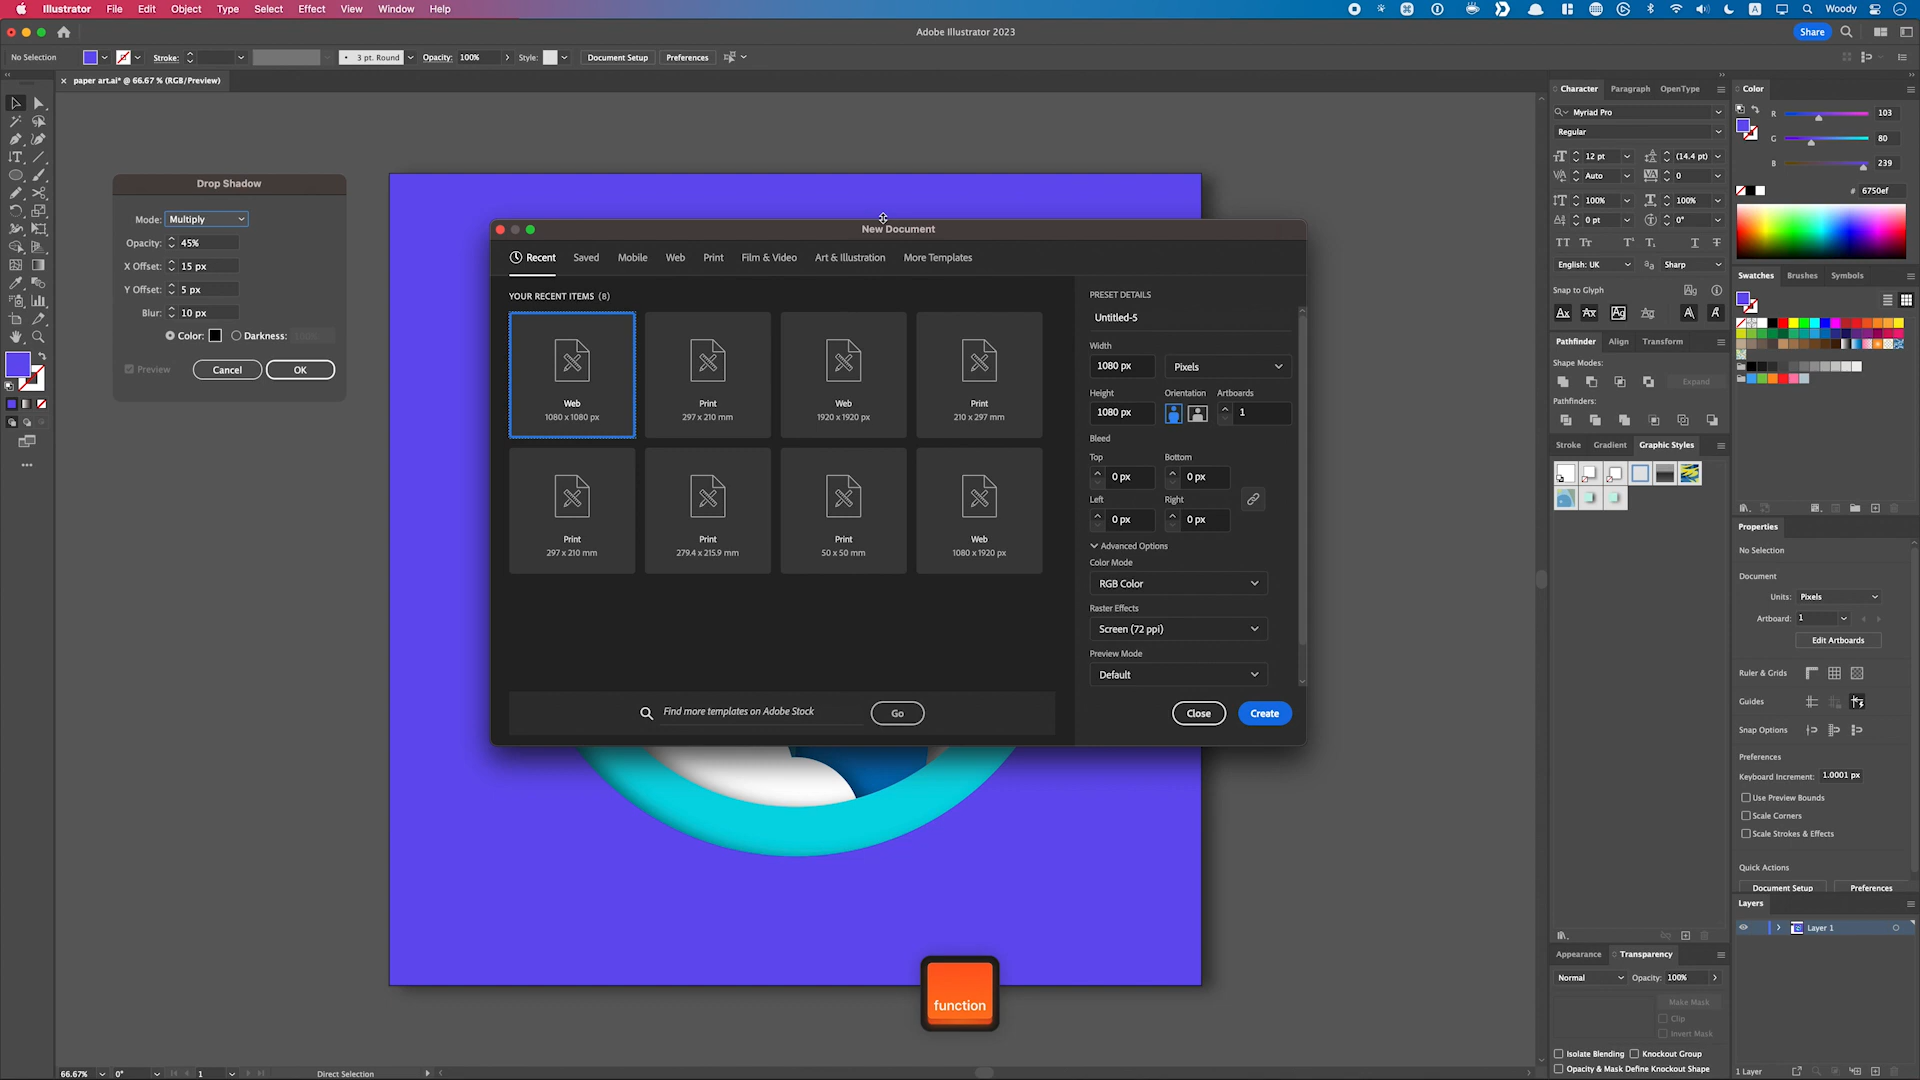 Illustrator File Edit Object Type Select Effect View Window Help
A Woody
Adobe Illustrator 2023
Share
No Selection
Stroke:
3 pt. Round
Opacity: 100%
Style:
Document Setup
Preferences
paper art.ai* @ 66.67 % (RGB/Preview)
Drop Shadow
Mode: Multiply
Opacity: 45%
X Offset: 15 px
Y Offset: 5 px
Blur: 10 px
Color:
Darkness:
Preview
Cancel
OK
New Document
Recent
Saved
Mobile
Web
Print
Film & Video
Art & Illustration
More Templates
YOUR RECENT ITEMS (8)
Web
1080 x 1080 px
Print
297 x 210 mm
Web
1920 x 1920 px
Print
210 x 297 mm
Print
297 x 210 mm
Print
279.4 x 215.9 mm
Print
50 x 50 mm
Web
1080 x 1920 px
Find more templates on Adobe Stock
Go
PRESET DETAILS
Untitled-5
Width
1080 px
Pixels
Height
Orientation
Artboards
1080 px
1
Bleed
Top
Bottom
0 px
0 px
Left
Right
0 px
0 px
Advanced Options
Color Mode
RGB Color
Raster Effects
Screen (72 ppi)
Preview Mode
Default
Close
Create
function
Character
Paragraph
OpenType
Myriad Pro
Regular
12 pt
(14.4 pt)
Auto
0
100%
100%
0 pt
0°
English: UK
Sharp
Snap to Glyph
Pathfinder
Align
Transform
Shape Modes:
Expand
Pathfinders:
Stroke
Gradient
Graphic Styles
Appearance
Transparency
Normal
Opacity: 100%
Make Mask
Clip
Invert Mask
Isolate Blending
Knockout Group
Opacity & Mask Define Knockout Shape
Color
R 103
G 80
B 239
# 6750ef
Swatches
Brushes
Symbols
Properties
No Selection
Document
Units: Pixels
Artboard: 1
Edit Artboards
Ruler & Grids
Guides
Snap Options
Preferences
Keyboard Increment: 1.0001 px
Use Preview Bounds
Scale Corners
Scale Strokes & Effects
Quick Actions
Document Setup
Preferences
Layers
Layer 1
1 Layer
66.67%
0°
1
Direct Selection